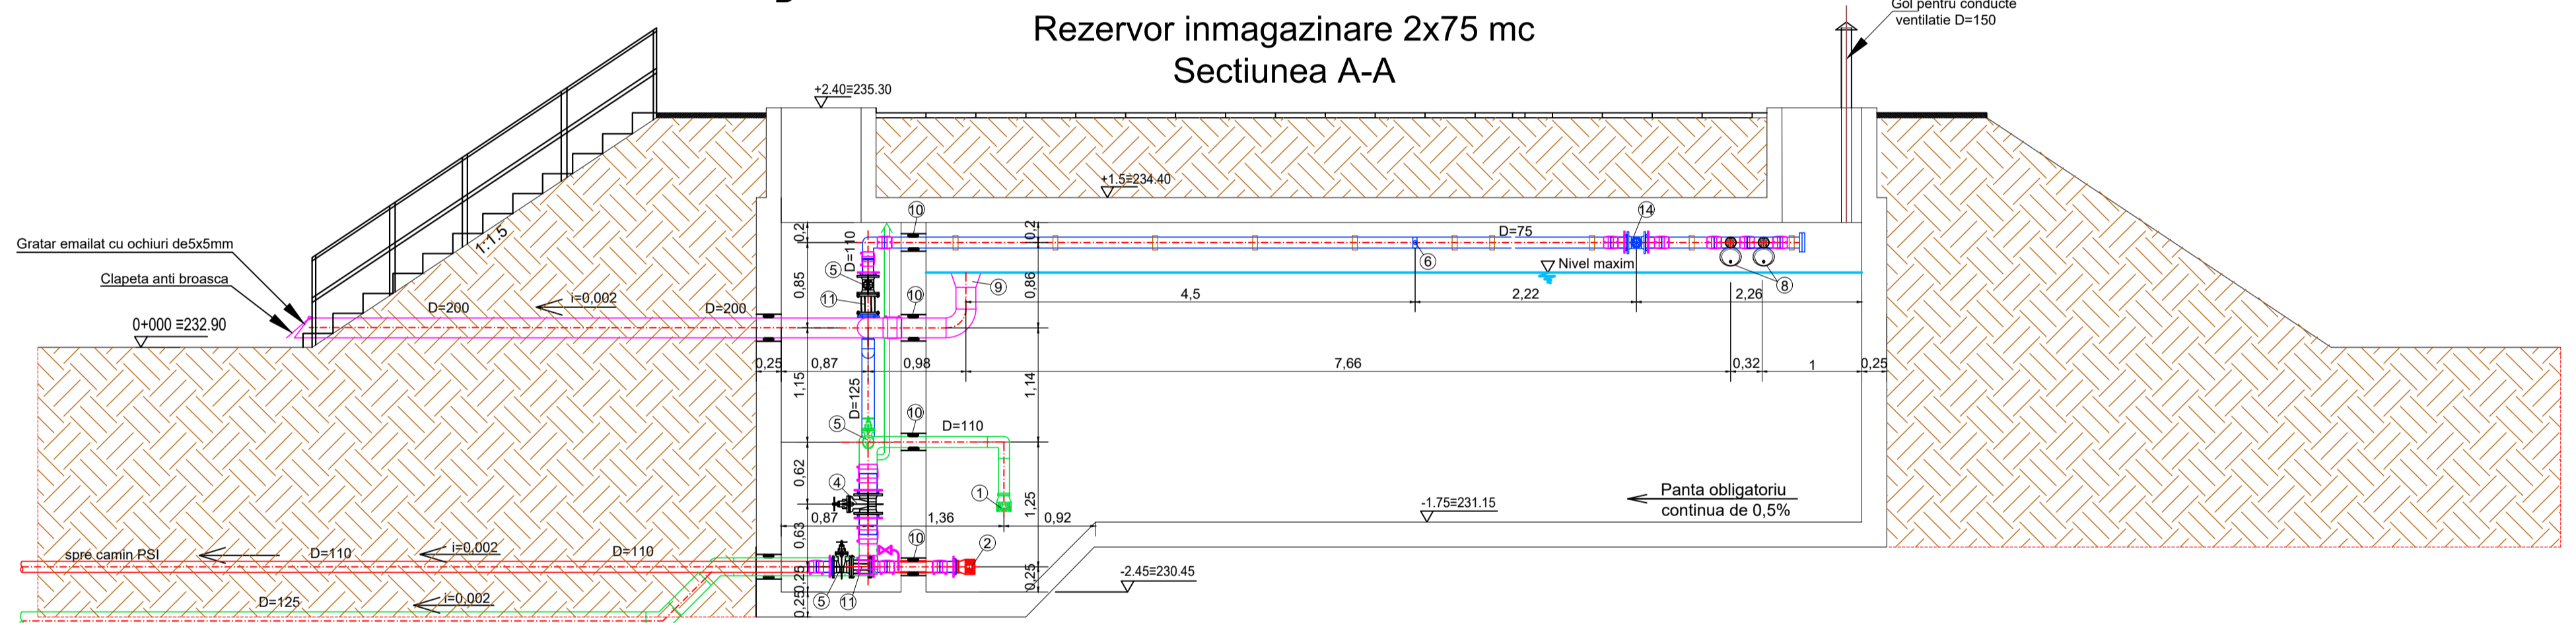 Rezervor inmagazinare 2x75 mc
Sectiunea A-A
Gol pentru conducte
ventilatie D=150
+2.40≡235.30
+1.5≡234.40
1:1.5
Gratar emailat cu ochiuri de5x5mm
Clapeta anti broasca
0+000 ≡232.90
D=200
i=0,002
D=200
0,2
D=110
10
0,2
D=75
14
5
6
Nivel maxim
8
0,85
11
10
9
0,86
4,5
2,22
2,26
0,25
0,87
0,98
7,66
0,32
1
0,25
1,15
D=125
1,14
5
10
D=110
0,62
4
1
1,25
Panta obligatoriu
continua de 0,5%
-1.75≡231.15
0,87
1,36
0,92
0,63
10
2
spre camin PSI
D=110
i=0,002
D=110
0,25
0,25
-2.45≡230.45
D=125
i=0,002
0,25
5
11